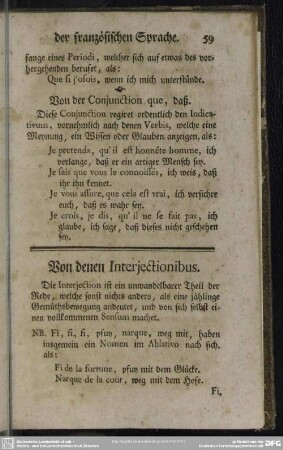 der französischen Sprache. 59
fange eines Periodi, welcher sich auf etwas des vor-
hergehenden berufet, als:
Que si j'osois, wenn ich mich unterstünde.
Von der Conjunction que, daß.
Diese Conjunction regiret ordentlich den Indica-
tivum, vornehmlich nach denen Verbis, welche eine
Meynung, ein Wissen oder Glauben anzeigen, als:
Je pretends, qu'il est honnéte homme, ich
verlange, daß er ein artiger Mensch sey.
Je sais que vous le connoissés, ich weis, daß
ihr ihn kennet.
Je vous assure, que cela est vrai, ich versichre
euch, daß es wahr sey.
Je crois, je dis, qu'il ne se fait pas, ich
glaube, ich sage, daß dieses nicht geschehen
sey.
Von denen Interjectionibus.
Die Interjection ist ein unwandelbarer Theil der
Rede, welche sonst nichts anders, als eine jählinge
Gemüthsbewegung andeutet, und von sich selbst ei-
nen vollkommenen Sensum machet.
NB. Fi, fi, fi, pfuy, narque, weg mit, haben
insgemein ein Nomen im Ablativo nach sich,
als:
Fi de la fortune, pfuy mit dem Glücke.
Narque de la cour, weg mit dem Hofe.
Fi,